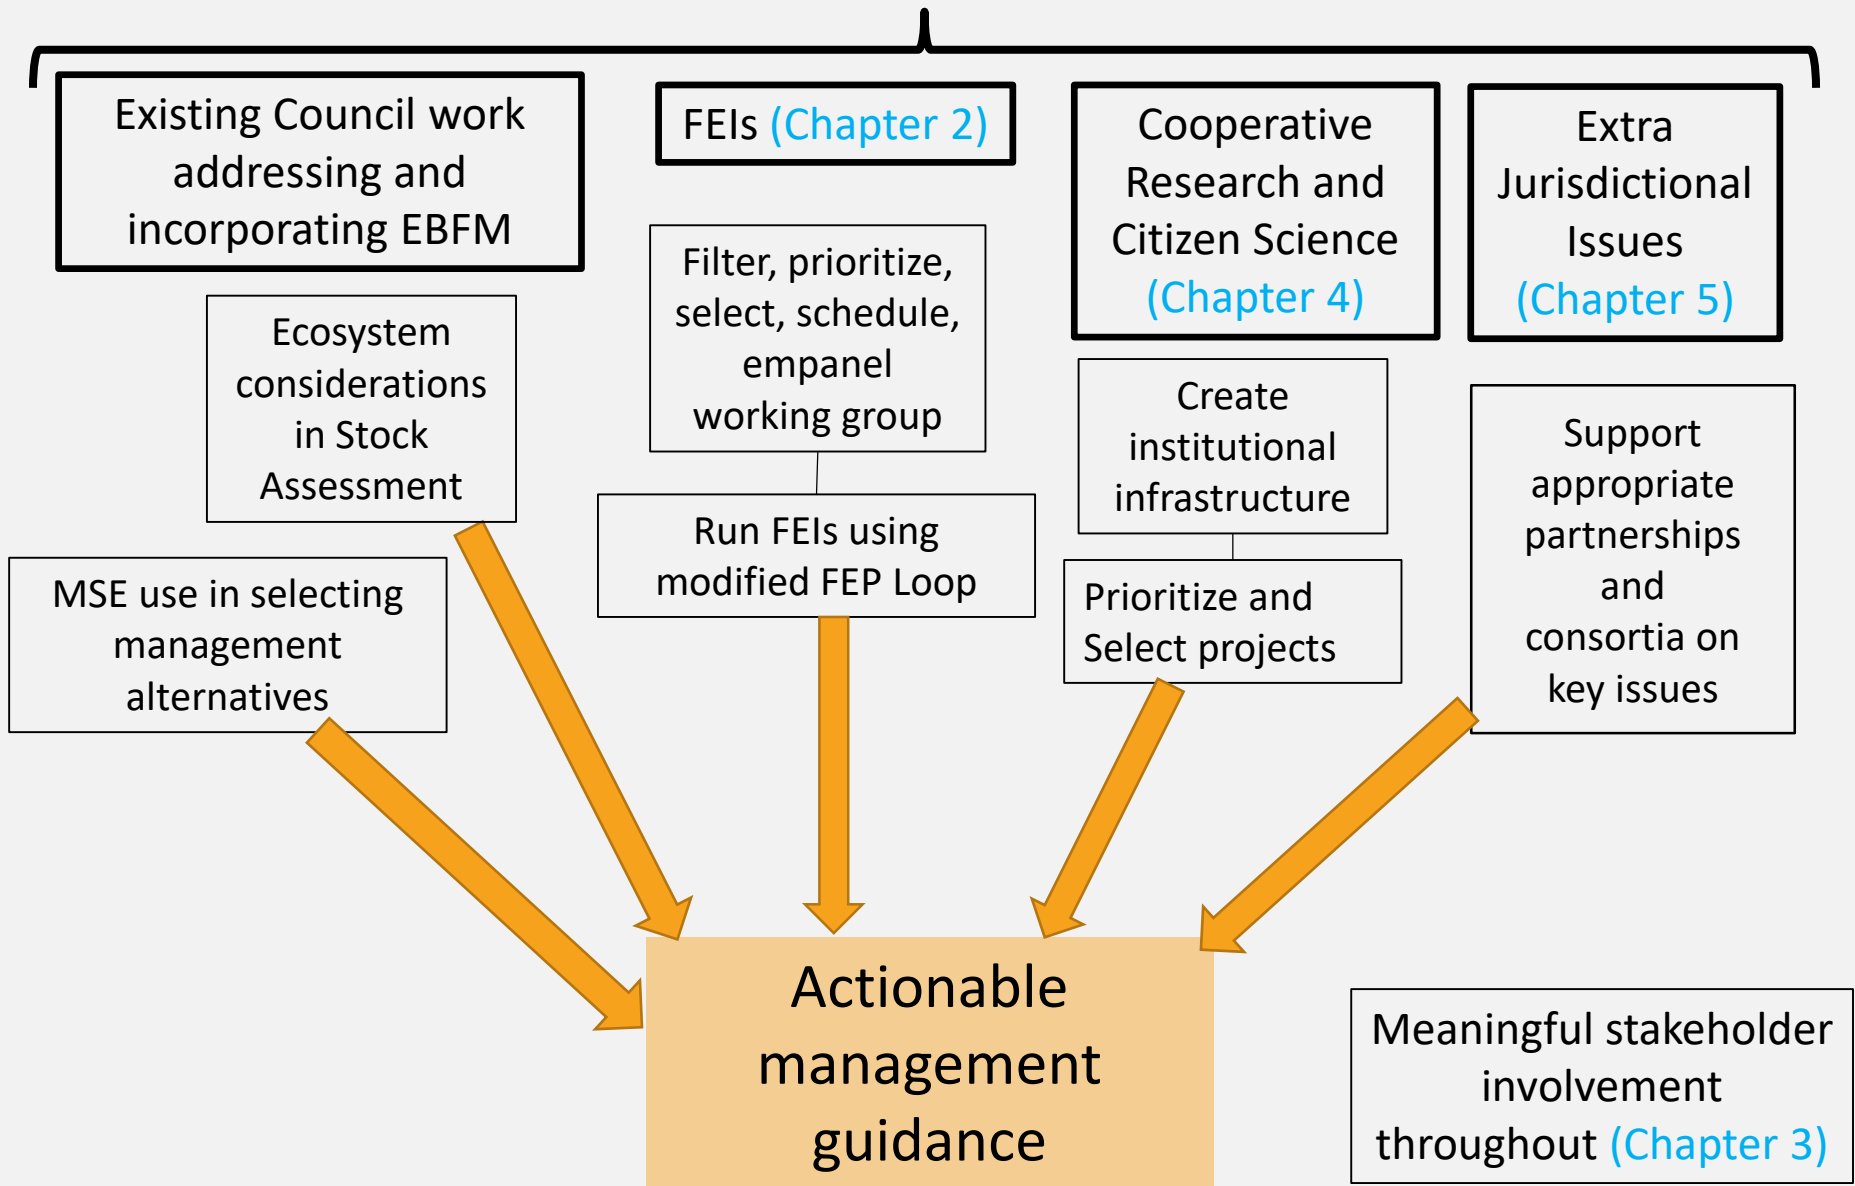 Existing Council work
addressing and
incorporating EBFM
FEIs (Chapter 2)
Cooperative
Research and
Citizen Science
(Chapter 4)
Extra
Jurisdictional
Issues
(Chapter 5)
Ecosystem
considerations
in Stock
Assessment
MSE use in selecting
management
alternatives
Filter, prioritize,
select, schedule,
empanel
working group
Run FEIs using
modified FEP Loop
Create
institutional
infrastructure
Prioritize and
Select projects
Support
appropriate
partnerships
and
consortia on
key issues
Actionable
management
guidance
Meaningful stakeholder
involvement
throughout (Chapter 3)